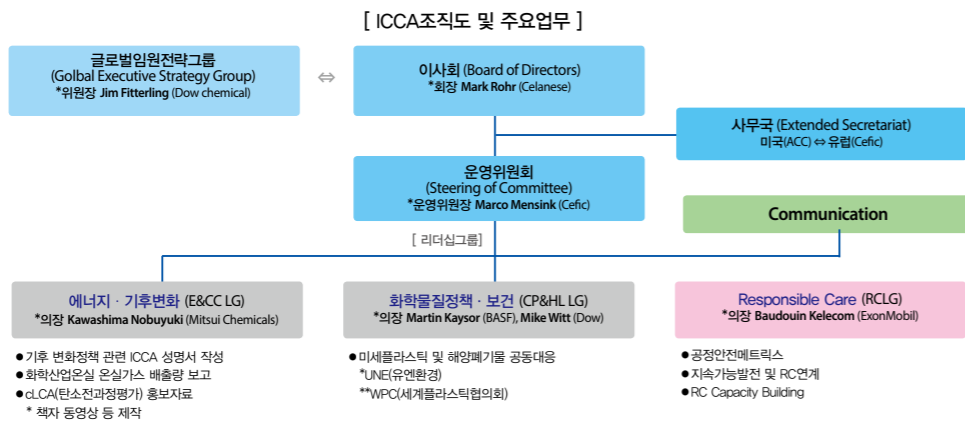 [ ICCA조직도 및 주요업무 ]
글로벌임원전략그룹
(Golbal Executive Strategy Group)
*위원장 Jim Fitterling (Dow chemical)
⇔
이사회 (Board of Directors)
*회장 Mark Rohr (Celanese)
사무국 (Extended Secretariat)
미국(ACC) ⇔ 유럽(Cefic)
운영위원회
(Steering of Committee)
*운영위원장 Marco Mensink (Cefic)
Communication
[ 리더십그룹]
에너지 · 기후변화 (E&CC LG)
*의장 Kawashima Nobuyuki (Mitsui Chemicals)
● 기후 변화정책 관련 ICCA 성명서 작성
● 화학산업온실 온실가스 배출량 보고
● cLCA(탄소전과정평가) 홍보자료
* 책자 동영상 등 제작
화학물질정책 · 보건 (CP&HL LG)
*의장 Martin Kaysor (BASF), Mike Witt (Dow)
● 미세플라스틱 및 해양폐기물 공동대응
*UNE(유엔환경)
**WPC(세계플라스틱협의회)
Responsible Care (RCLG)
*의장 Baudouin Kelecom (ExonMobil)
● 공정안전메트릭스
● 지속가능발전 및 RC연계
● RC Capacity Building